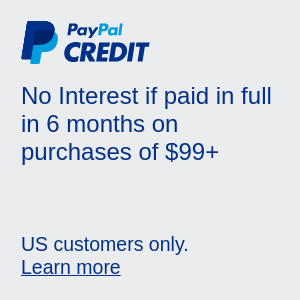 PayPal
CREDIT
No Interest if paid in full
in 6 months on
purchases of $99+
US customers only.
Learn more